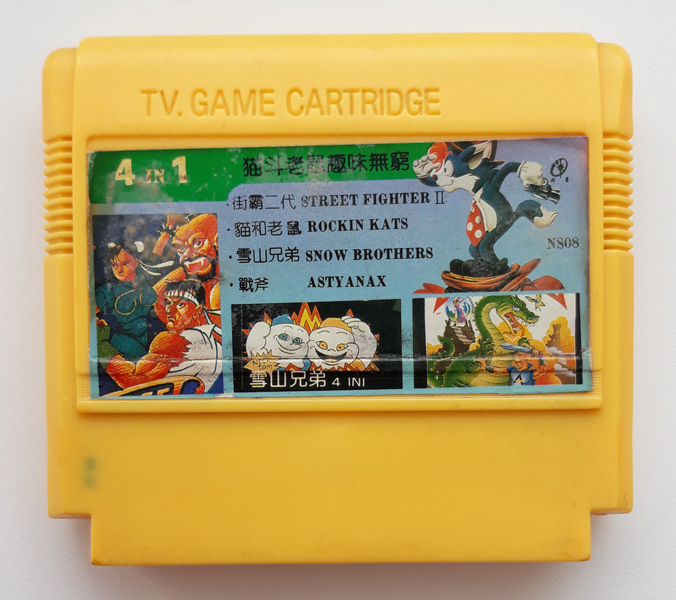 TV. GAME CARTRIDGE
4 IN 1
猫斗老鼠趣味無窮
·街霸二代 STREET FIGHTER II
·貓和老鼠 ROCKIN KATS
·雪山兄弟 SNOW BROTHERS
·戰斧 ASTYANAX
NS08
雪山兄弟 4 IN1